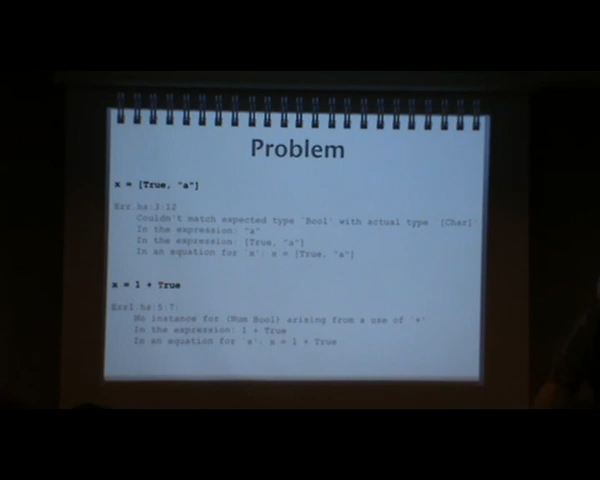 Problem
x = [True, "a"]
Err.hs:3:12
Couldn't match expected type `Bool' with actual type `[Char]'
In the expression: "a"
In the expression: [True, "a"]
In an equation for `x': x = [True, "a"]
x = 1 + True
Err1.hs:5:7:
No instance for (Num Bool) arising from a use of `+'
In the expression: 1 + True
In an equation for `x': x = 1 + True